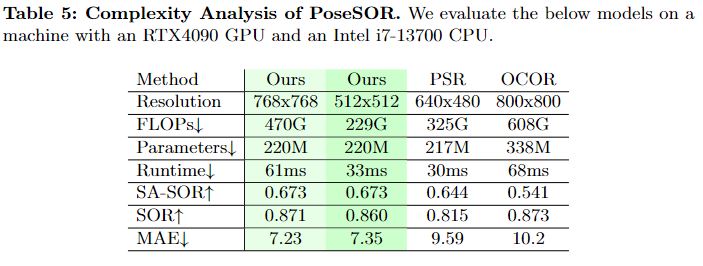 Table 5: Complexity Analysis of PoseSOR. We evaluate the below models on a
machine with an RTX4090 GPU and an Intel i7-13700 CPU.
Method Ours Ours PSR OCOR
Resolution 768x768 512x512 640x480 800x800
FLOPs↓ 470G 229G 325G 608G
Parameters↓ 220M 220M 217M 338M
Runtime↓ 61ms 33ms 30ms 68ms
SA-SOR↑ 0.673 0.673 0.644 0.541
SOR↑ 0.871 0.860 0.815 0.873
MAE↓ 7.23 7.35 9.59 10.2